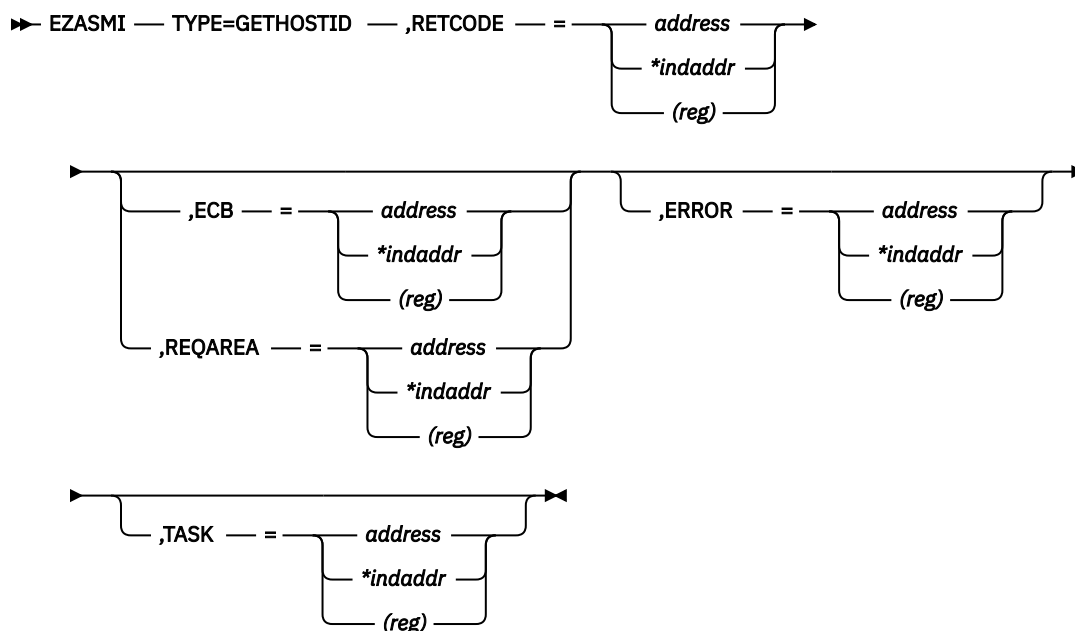 EZASMI TYPE=GETHOSTID ,RETCODE = address
*indaddr
(reg)
,ECB = address ,ERROR = address
*indaddr *indaddr
(reg) (reg)
,REQAREA = address
*indaddr
(reg)
,TASK = address
*indaddr
(reg)